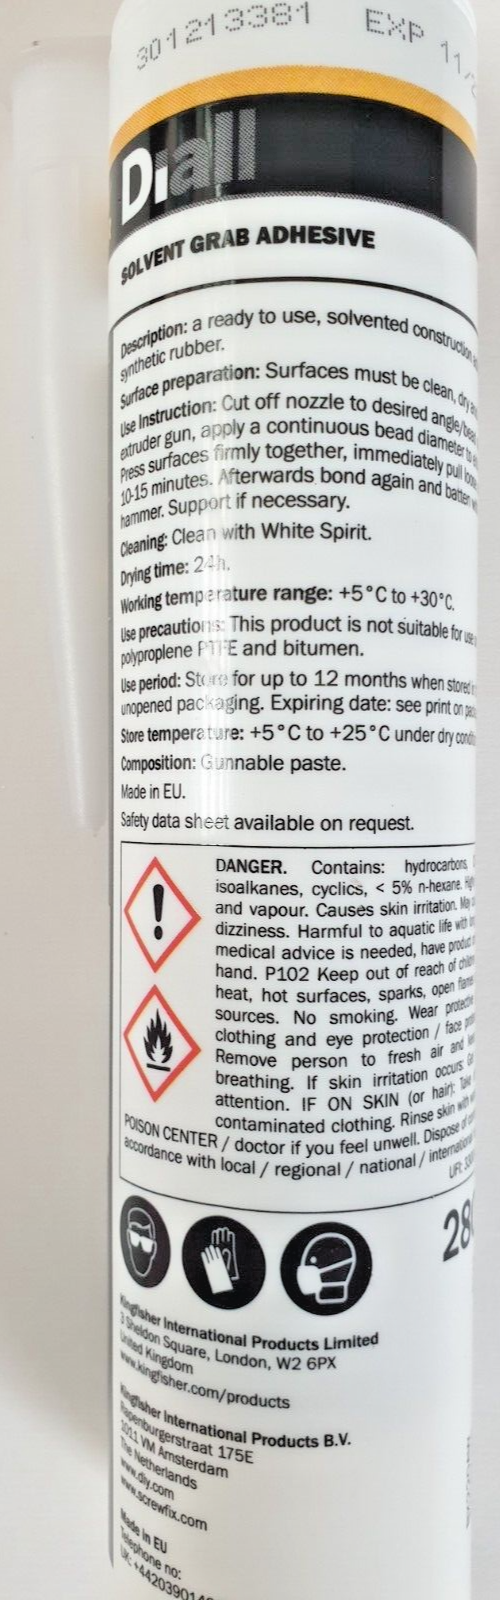 301213381 EXP 11/
Diall
SOLVENT GRAB ADHESIVE
Description: a ready to use, solvented construction
synthetic rubber.
Surface preparation: Surfaces must be clean, dry
Use Instruction: Cut off nozzle to desired angle/bead
extruder gun, apply a continuous bead diameter
Press surfaces firmly together, immediately pull
10-15 minutes. Afterwards bond again and batten
hammer. Support if necessary.
Cleaning: Clean with White Spirit.
Drying time: 24h.
Working temperature range: +5°C to +30°C.
Use precautions: This product is not suitable for use
polyproplene PTFE and bitumen.
Use period: Store for up to 12 months when stored
unopened packaging. Expiring date: see print on
Store temperature: +5°C to +25°C under dry
Composition: Gunnable paste.
Made in EU.
Safety data sheet available on request.
DANGER. Contains: hydrocarbons,
isoalkanes, cyclics, < 5% n-hexane.
and vapour. Causes skin irritation. May
dizziness. Harmful to aquatic life with
medical advice is needed, have product
hand. P102 Keep out of reach of
heat, hot surfaces, sparks, open
sources. No smoking. Wear protective
clothing and eye protection / face
Remove person to fresh air and
breathing. If skin irritation occurs:
attention. IF ON SKIN (or hair): Take
contaminated clothing. Rinse skin with
POISON CENTER / doctor if you feel unwell. Dispose
accordance with local / regional / national / international
UFI:
28
Kingfisher International Products Limited
3 Sheldon Square, London, W2 6PX
United Kingdom
www.kingfisher.com/products
Kingfisher International Products B.V.
Rapenburgerstraat 175E
1011 VM Amsterdam
The Netherlands
www.diy.com
www.screwfix.com
Made in EU
Telephone no:
UK: +44203901